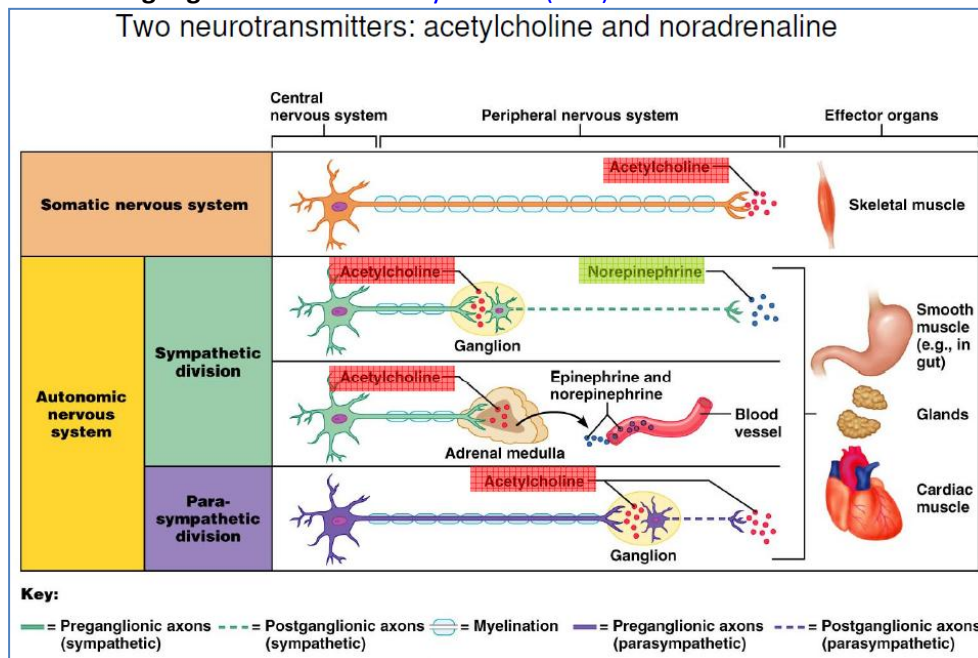 Two neurotransmitters: acetylcholine and noradrenaline
Central
nervous system
Peripheral nervous system
Effector organs
Somatic nervous system
Acetylcholine
Skeletal muscle
Autonomic
nervous
system
Sympathetic
division
Acetylcholine
Norepinephrine
Ganglion
Acetylcholine
Epinephrine and
norepinephrine
Blood
vessel
Adrenal medulla
Para-
sympathetic
division
Acetylcholine
Ganglion
Smooth
muscle
(e.g., in
gut)
Glands
Cardiac
muscle
Key:
= Preganglionic axons
(sympathetic)
= Postganglionic axons
(sympathetic)
= Myelination
= Preganglionic axons
(parasympathetic)
= Postganglionic axons
(parasympathetic)